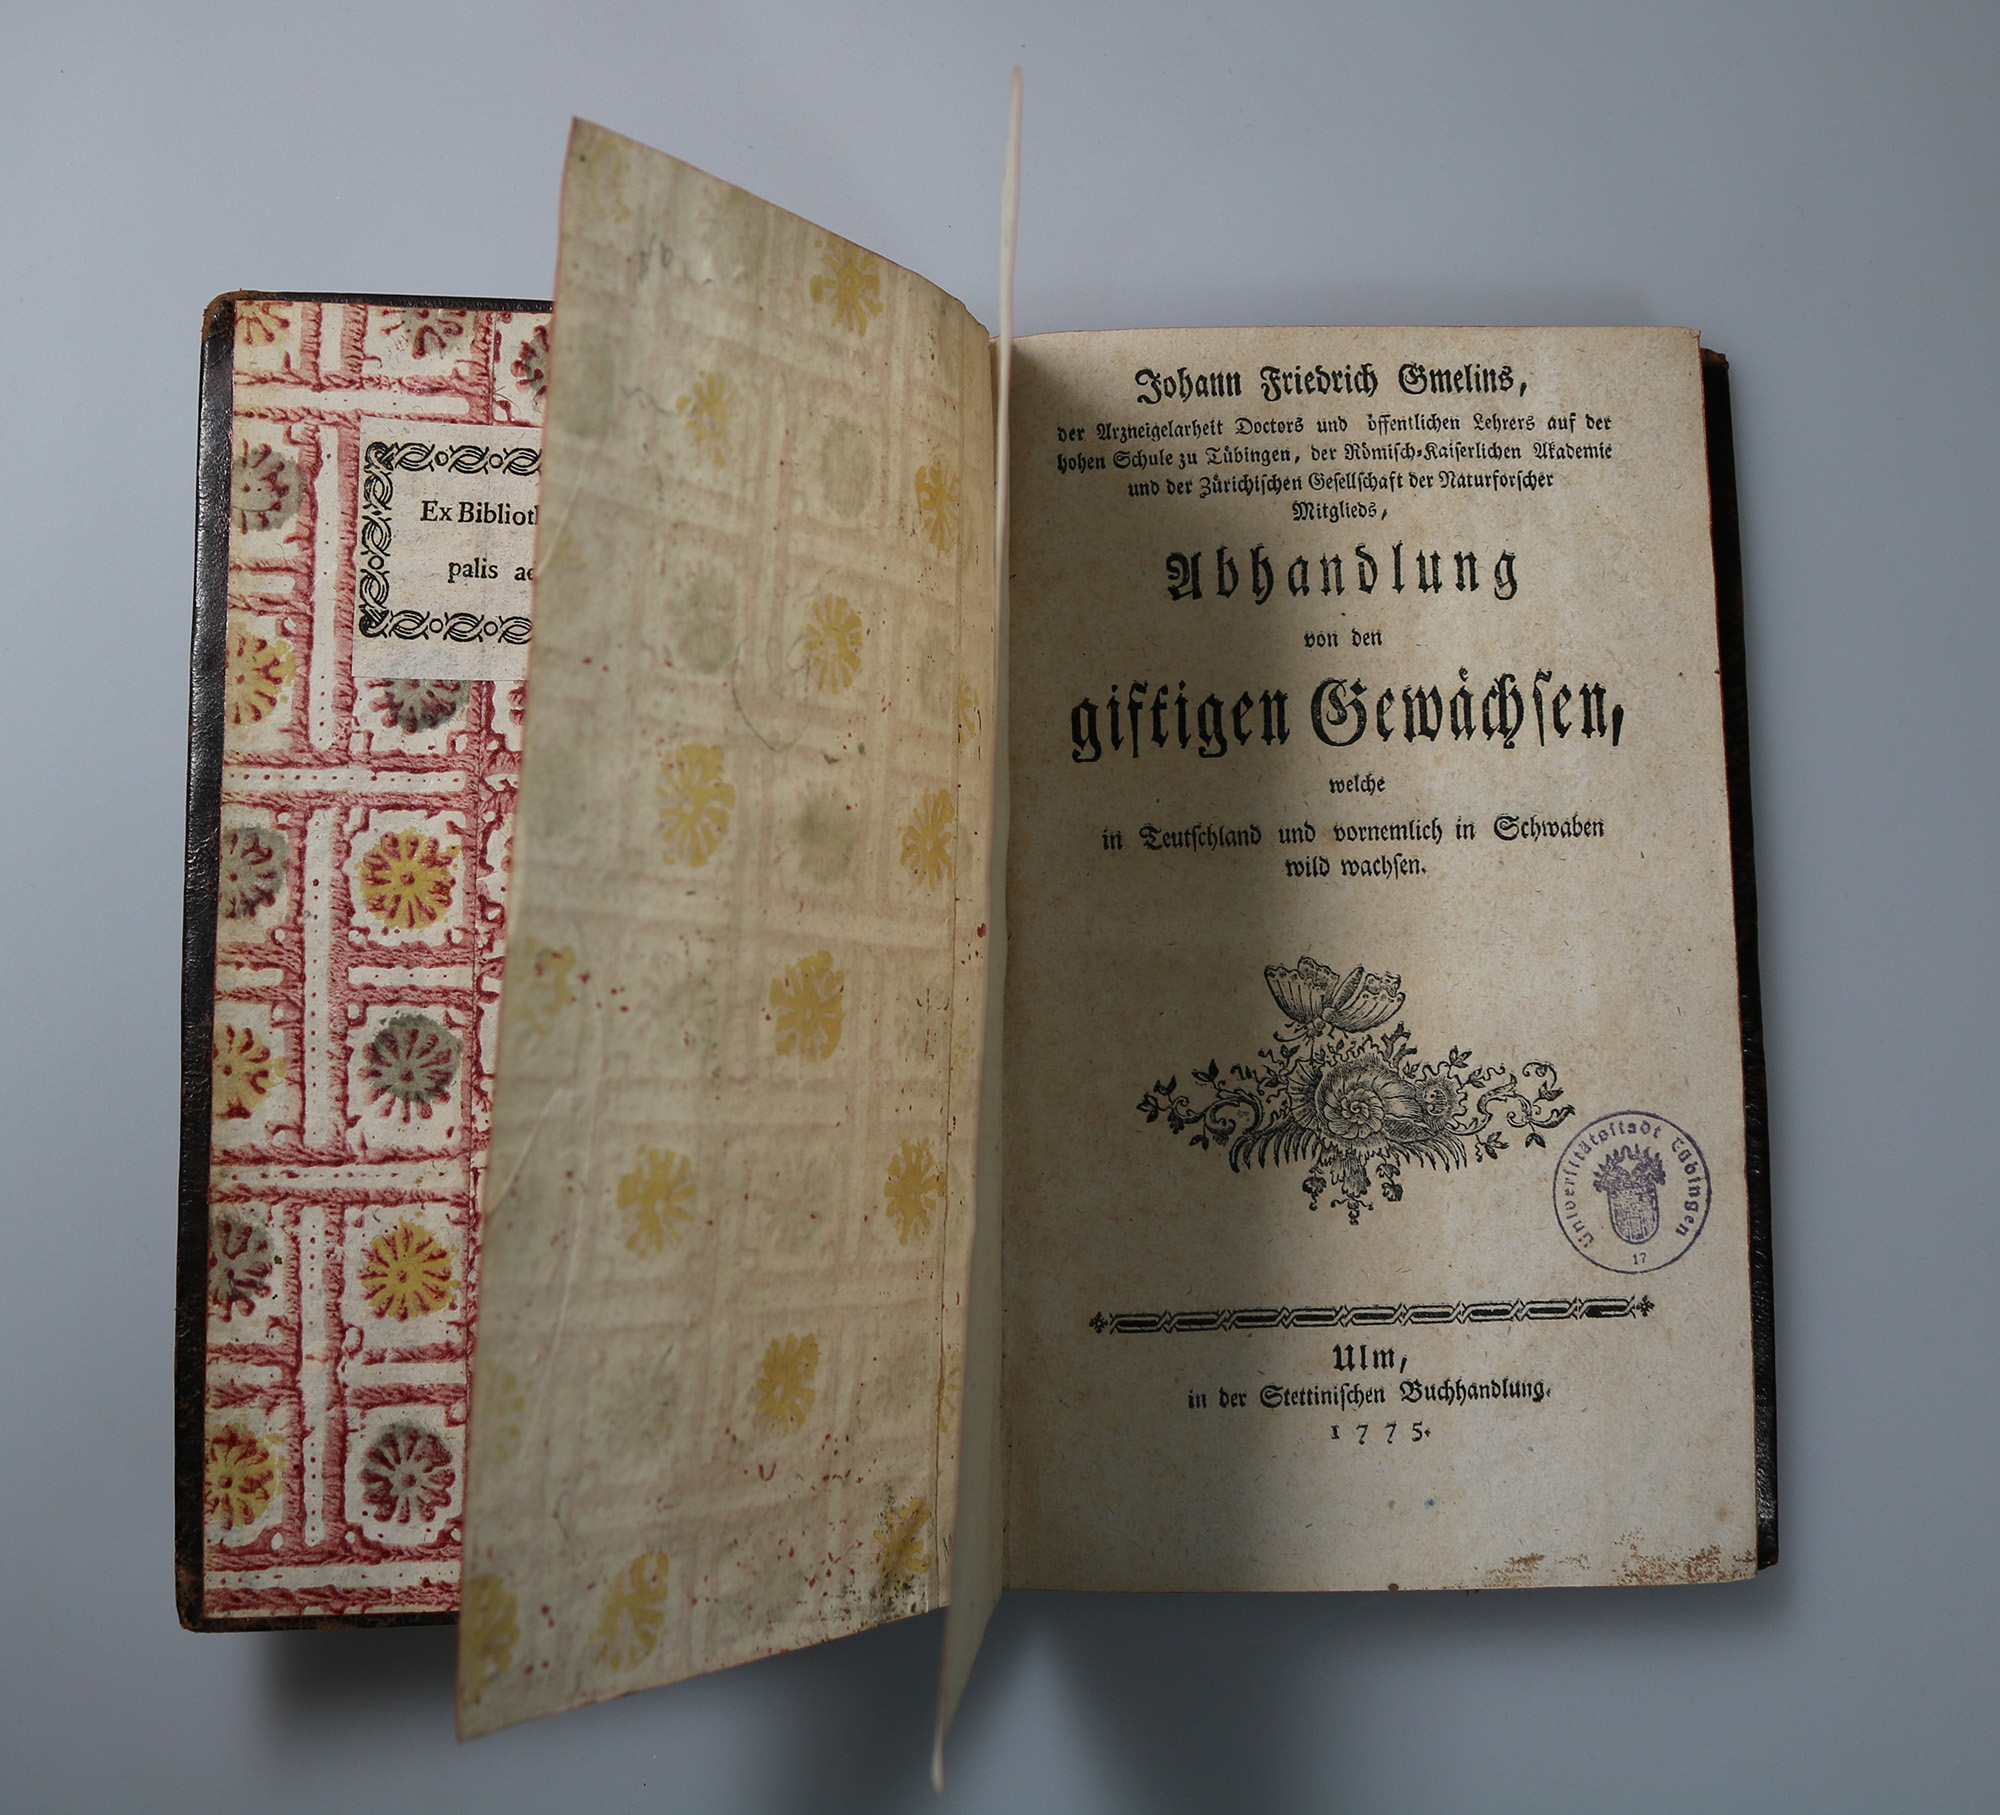 Ex Biblioth
palis ae
Johann Friedrich Gmelins,
der Arzneigelarheit Doctors und öffentlichen Lehrers auf der
hohen Schule zu Tübingen, der Römisch-Kaiserlichen Akademie
und der Zürichischen Gesellschaft der Naturforscher
Mitglieds,
Abhandlung
von den
giftigen Gewächsen,
welche
in Teutschland und vornemlich in Schwaben
wild wachsen.
Universitätsstadt Tübingen
17
Ulm,
in der Stettinischen Buchhandlung.
1775.